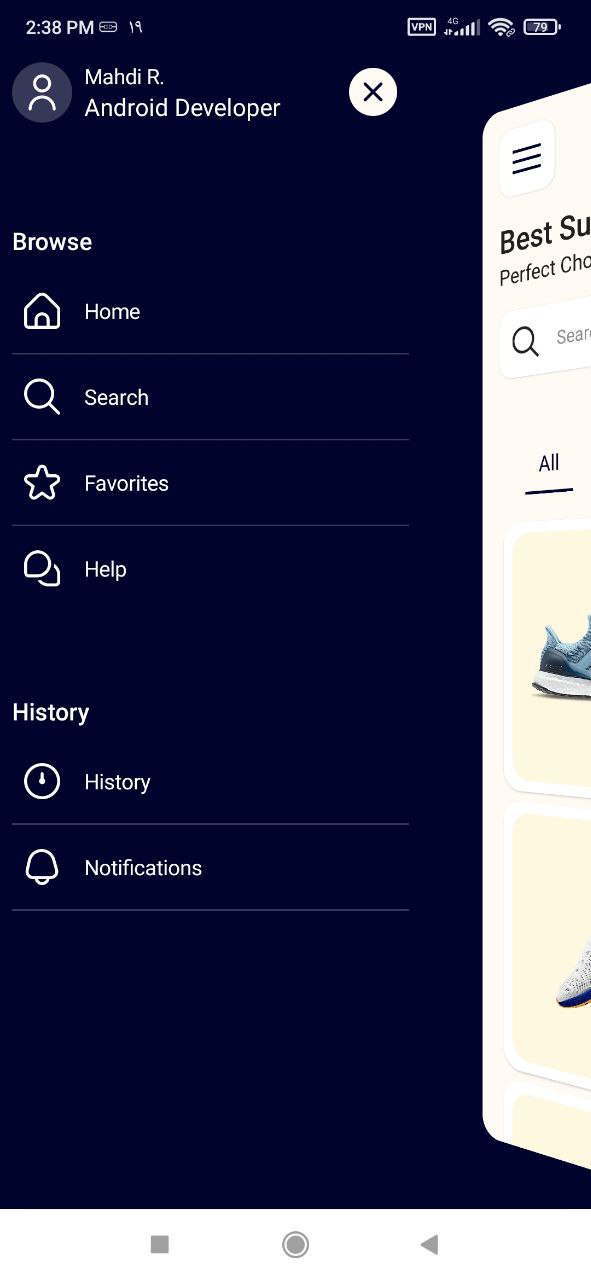 2:38 PM ۱۹ VPN 4G 79
Mahdi R.
Android Developer
Browse
Home
Search
Favorites
Help
History
History
Notifications
Best Su
Perfect Cho
Sear
All